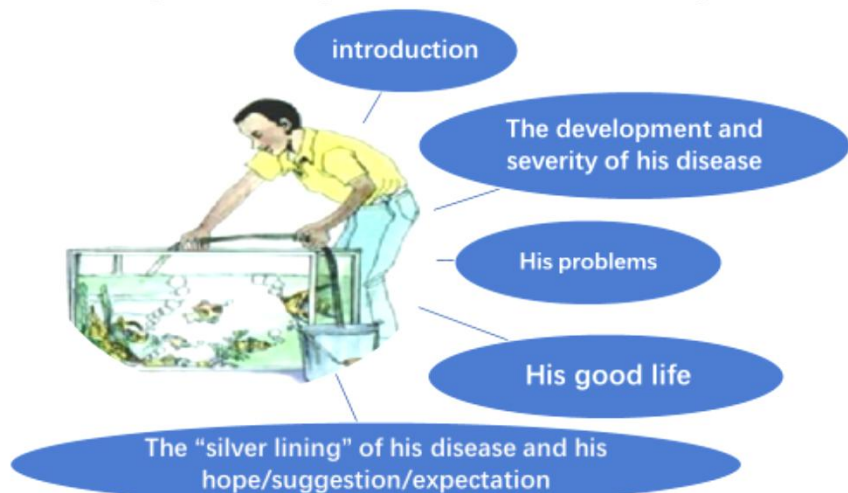 introduction
The development and
severity of his disease
His problems
His good life
The “silver lining” of his disease and his
hope/suggestion/expectation